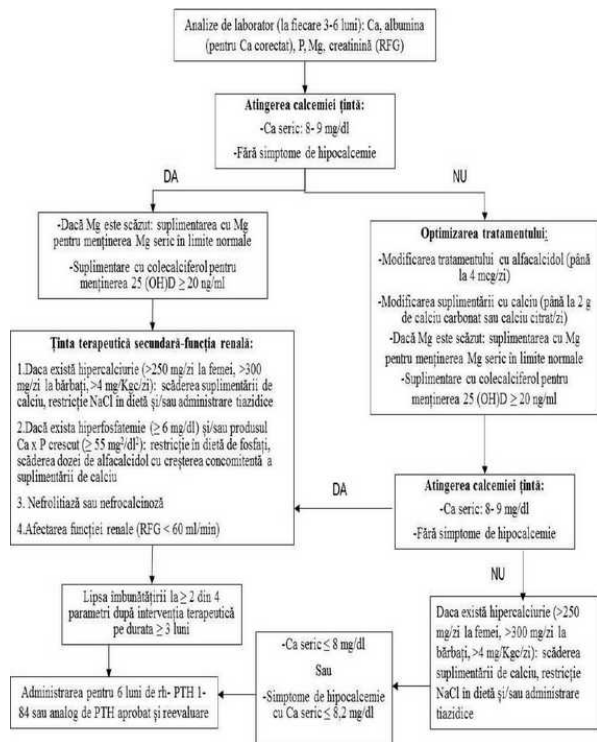 Analize de laborator (la fiecare 3-6 luni): Ca, albumina
(pentru Ca corectat), P, Mg, creatinină (RFG)
Atingerea calcemiei țintă:
-Ca seric: 8- 9 mg/dl
-Fără simptome de hipocalcemie
DA
NU
-Dacă Mg este scăzut: suplimentarea cu Mg
pentru menținerea Mg seric în limite normale
-Suplimentare cu colecalciferol pentru
menținerea 25 (OH)D ≥ 20 ng/ml
Optimizarea tratamentului:
-Modificarea tratamentului cu alfacalcidol (până
la 4 mcg/zi)
-Modificarea suplimentării cu calciu (până la 2 g
de calciu carbonat sau calciu citrat/zi)
-Dacă Mg este scăzut: suplimentarea cu Mg
pentru menținerea Mg seric în limite normale
-Suplimentare cu colecalciferol pentru
menținerea 25 (OH)D ≥ 20 ng/ml
Ținta terapeutică secundară-funcția
renală:
1.Daca există hipercalciurie (>250 mg/zi la femei, >300
mg/zi la bărbați, >4 mg/Kgc/zi): scăderea suplimentării de
calciu, restricție NaCl în dietă și/sau administrare tiazidice
2.Dacă exista hiperfosfatemie (≥ 6 mg/dl) și/sau produsul
Ca x P crescut (≥ 55 mg²/dl²): restricție în dietă de fosfați,
scăderea dozei de alfacalcidol cu creșterea concomitentă a
suplimentării de calciu
3. Nefrolitiază sau nefrocalcinoză
4.Afectarea funcției renale (RFG < 60 ml/min)
DA
Atingerea calcemiei țintă:
-Ca seric: 8- 9 mg/dl
-Fără simptome de hipocalcemie
NU
Lipsa îmbunătățirii la ≥ 2 din 4
parametri după intervenția terapeutică
pe durata ≥ 3 luni
Daca există hipercalciurie (>250
mg/zi la femei, >300 mg/zi la
bărbați, >4 mg/Kgc/zi): scăderea
suplimentării de calciu, restricție
NaCl în dietă și/sau administrare
tiazidice
-Ca seric ≤ 8 mg/dl
Sau
-Simptome de hipocalcemie
cu Ca seric ≤ 8,2 mg/dl
Administrarea pentru 6 luni de rh- PTH 1-
84 sau analog de PTH aprobat și reevaluare